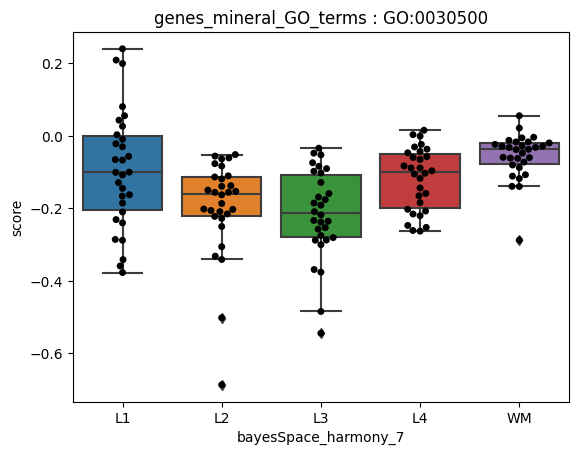 genes_mineral_GO_terms : GO:0030500
0.2
0.0
−0.2
−0.4
−0.6
score
L1 L2 L3 L4 WM
bayesSpace_harmony_7